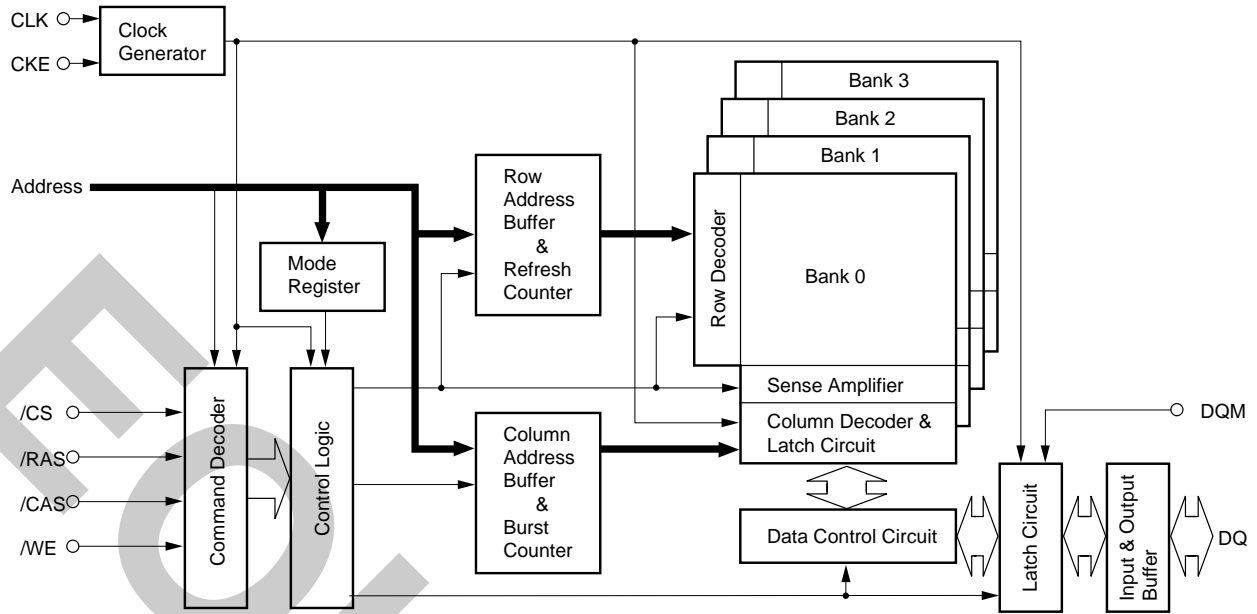 CLK
CKE
Clock
Generator
Bank 3
Bank 2
Bank 1
Address
Row
Address
Buffer
&
Refresh
Counter
Mode
Register
Row Decoder
Bank 0
Sense Amplifier
Column Decoder &
Latch Circuit
/CS
/RAS
/CAS
/WE
Command Decoder
Control Logic
Column
Address
Buffer
&
Burst
Counter
Data Control Circuit
Latch Circuit
Input & Output
Buffer
DQM
DQ